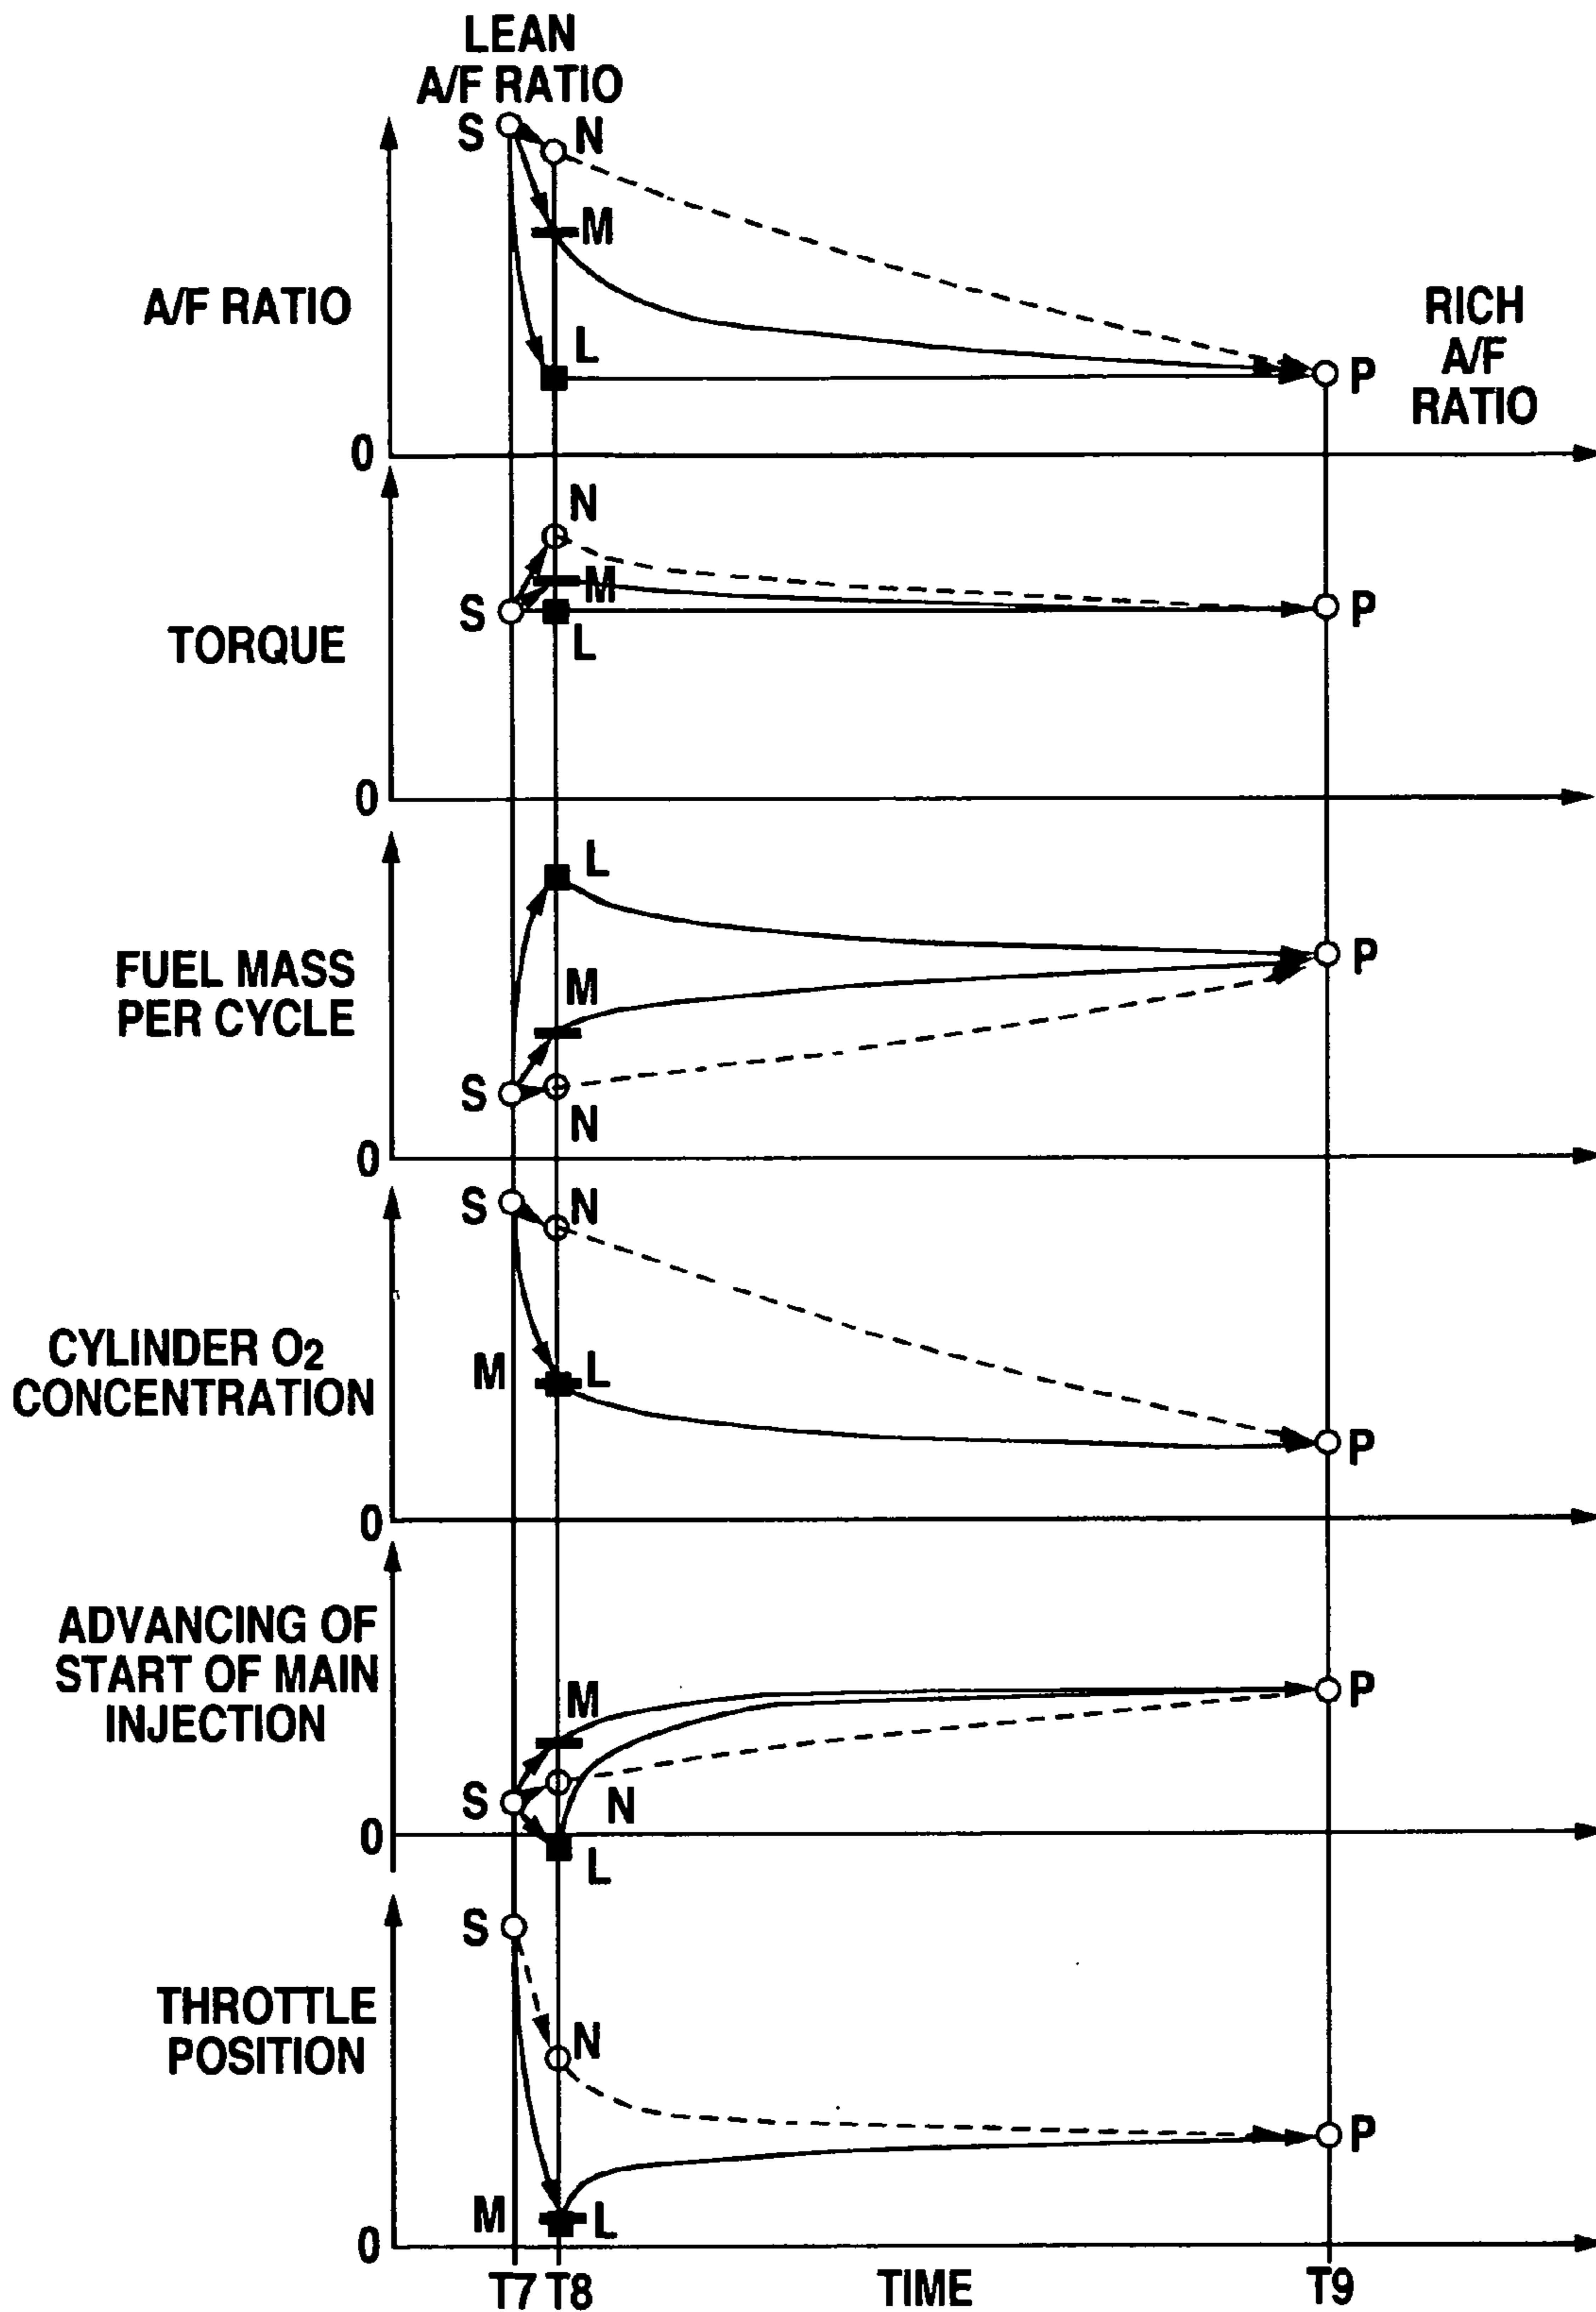 LEAN
A/F RATIO
S
N
M
A/F RATIO
L
RICH
A/F
RATIO
P
0
N
M
S
P
TORQUE
L
0
L
FUEL MASS
PER CYCLE
P
M
S
N
0
S
N
CYLINDER O2
CONCENTRATION
M
L
P
0
ADVANCING OF
START OF MAIN
INJECTION
M
P
S
N
0
L
S
THROTTLE
POSITION
N
P
M
L
0
T7
T8
TIME
T9